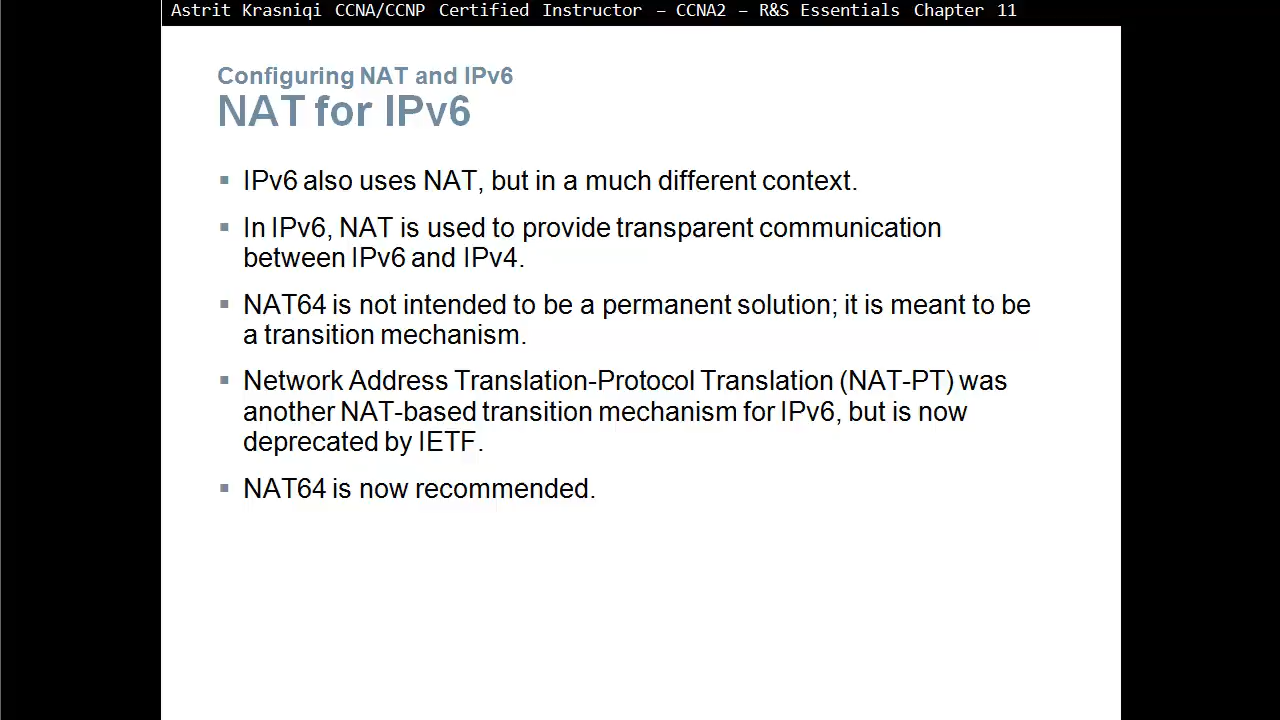 Astrit Krasniqi CCNA/CCNP Certified Instructor – CCNA2 – R&S Essentials Chapter 11
Configuring NAT and IPv6
NAT for IPv6
▪ IPv6 also uses NAT, but in a much different context.
▪ In IPv6, NAT is used to provide transparent communication
between IPv6 and IPv4.
▪ NAT64 is not intended to be a permanent solution; it is meant to be
a transition mechanism.
▪ Network Address Translation-Protocol Translation (NAT-PT) was
another NAT-based transition mechanism for IPv6, but is now
deprecated by IETF.
▪ NAT64 is now recommended.